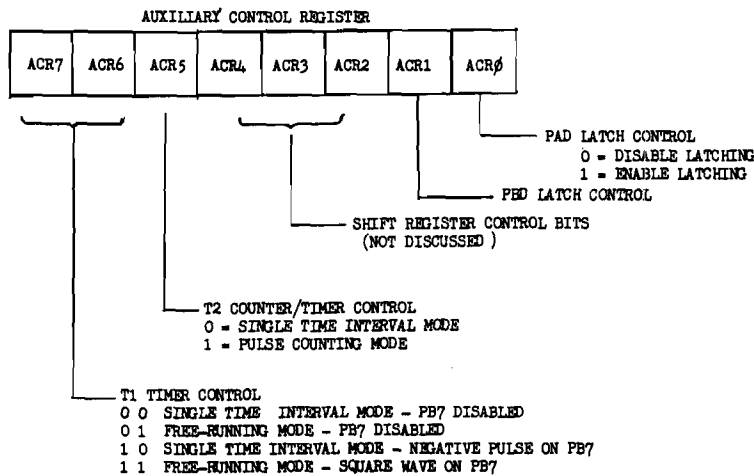 AUXILIARY CONTROL REGISTER
ACR7 ACR6 ACR5 ACR4 ACR3 ACR2 ACR1 ACRØ
PAD LATCH CONTROL
0 = DISABLE LATCHING
1 = ENABLE LATCHING
PBD LATCH CONTROL
SHIFT REGISTER CONTROL BITS
(NOT DISCUSSED)
T2 COUNTER/TIMER CONTROL
0 = SINGLE TIME INTERVAL MODE
1 = PULSE COUNTING MODE
T1 TIMER CONTROL
0 0 SINGLE TIME INTERVAL MODE - PB7 DISABLED
0 1 FREE-RUNNING MODE - PB7 DISABLED
1 0 SINGLE TIME INTERVAL MODE - NEGATIVE PULSE ON PB7
1 1 FREE-RUNNING MODE - SQUARE WAVE ON PB7